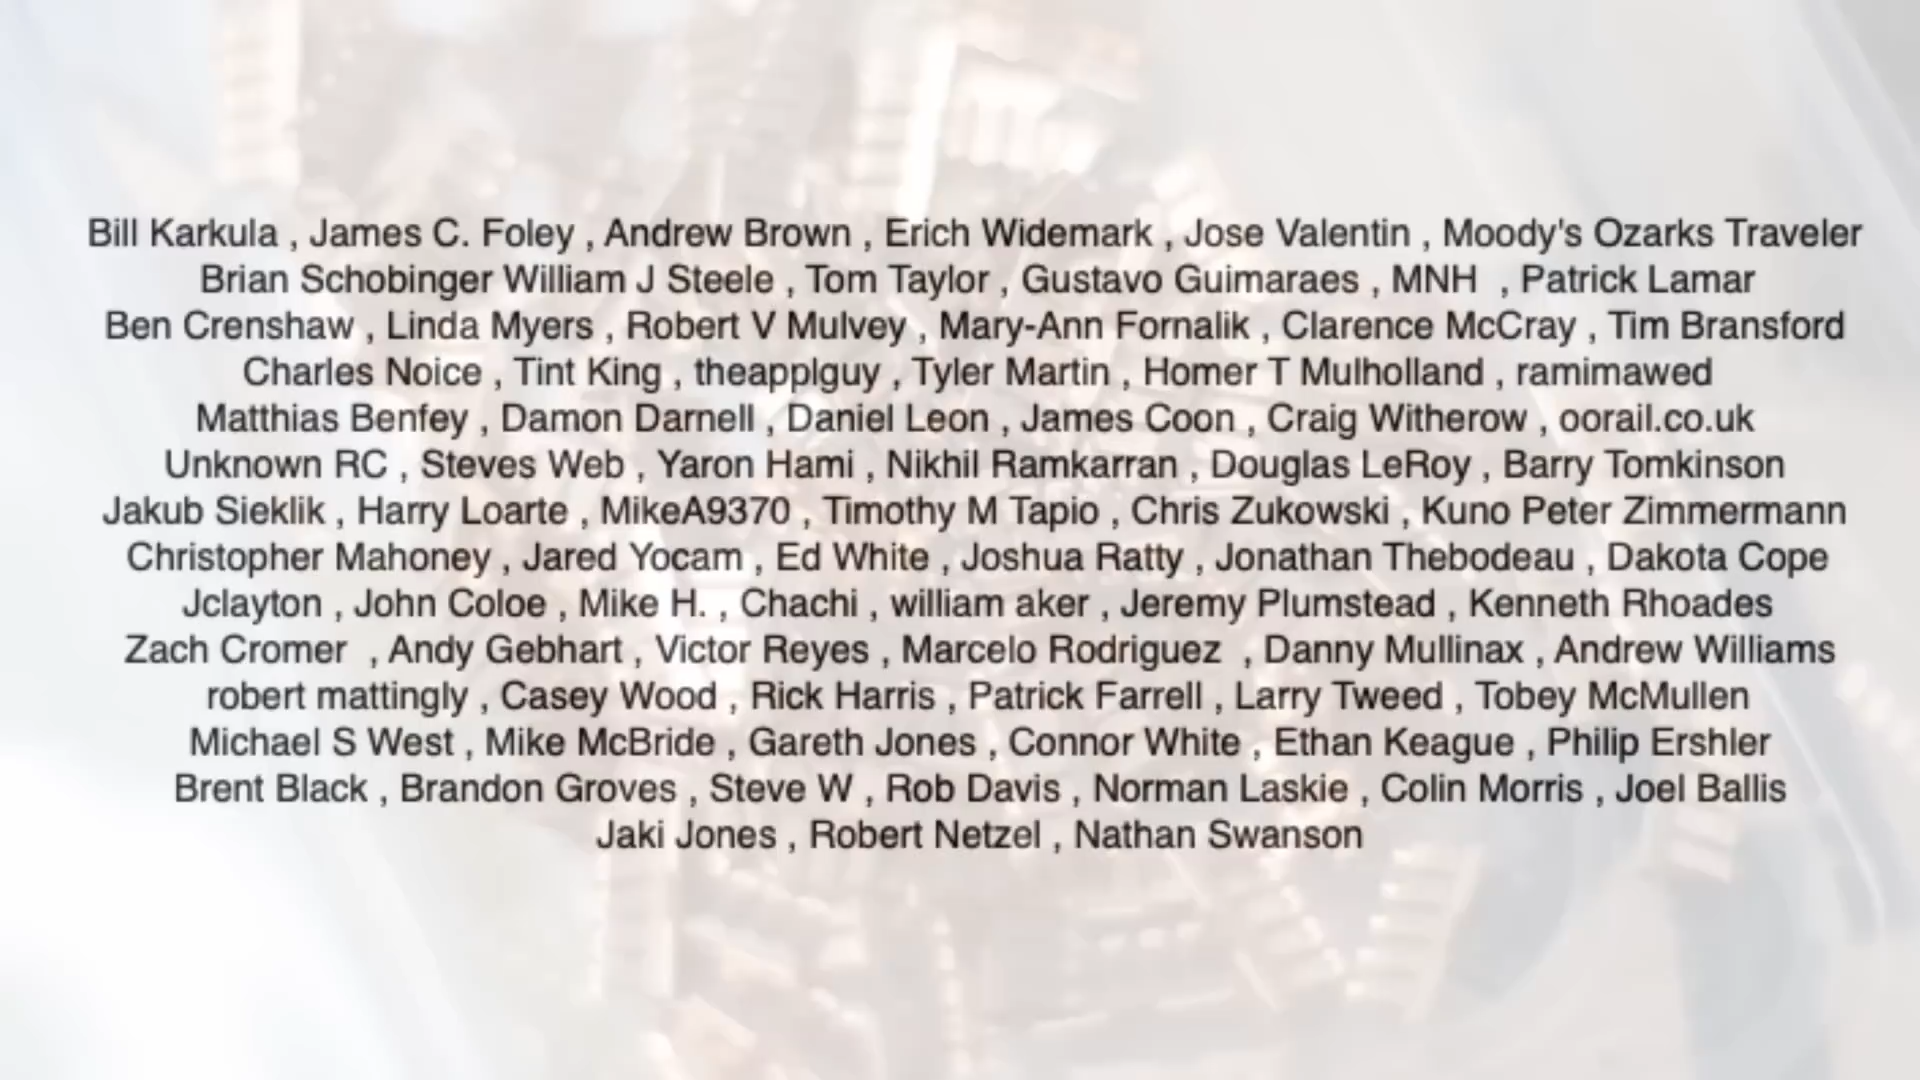 Bill Karkula , James C. Foley , Andrew Brown , Erich Widemark , Jose Valentin , Moody's Ozarks Traveler
Brian Schobinger William J Steele , Tom Taylor , Gustavo Guimaraes , MNH , Patrick Lamar
Ben Crenshaw , Linda Myers , Robert V Mulvey , Mary-Ann Fornalik , Clarence McCray , Tim Bransford
Charles Noice , Tint King , theapplguy , Tyler Martin , Homer T Mulholland , ramimawed
Matthias Benfey , Damon Darnell , Daniel Leon , James Coon , Craig Witherow , oorail.co.uk
Unknown RC , Steves Web , Yaron Hami , Nikhil Ramkarran , Douglas LeRoy , Barry Tomkinson
Jakub Sieklik , Harry Loarte , MikeA9370 , Timothy M Tapio , Chris Zukowski , Kuno Peter Zimmermann
Christopher Mahoney , Jared Yocam , Ed White , Joshua Ratty , Jonathan Thebodeau , Dakota Cope
Jclayton , John Coloe , Mike H. , Chachi , william aker , Jeremy Plumstead , Kenneth Rhoades
Zach Cromer , Andy Gebhart , Victor Reyes , Marcelo Rodriguez , Danny Mullinax , Andrew Williams
robert mattingly , Casey Wood , Rick Harris , Patrick Farrell , Larry Tweed , Tobey McMullen
Michael S West , Mike McBride , Gareth Jones , Connor White , Ethan Keague , Philip Ershler
Brent Black , Brandon Groves , Steve W , Rob Davis , Norman Laskie , Colin Morris , Joel Ballis
Jaki Jones , Robert Netzel , Nathan Swanson